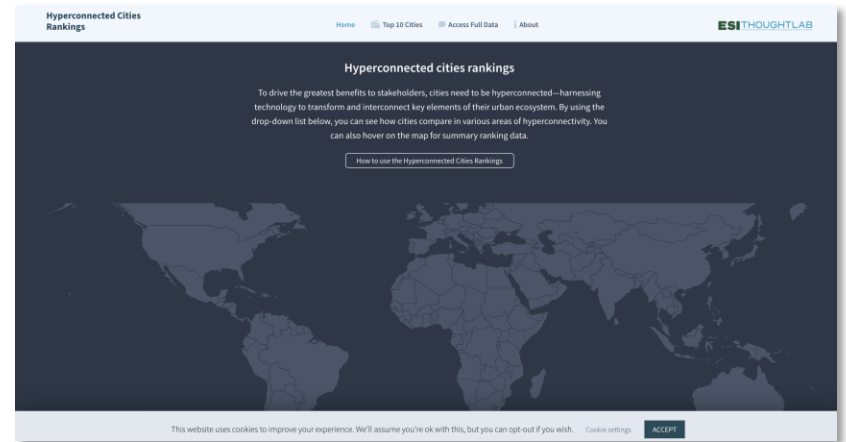 Hyperconnected Cities
Rankings
Home Top 10 Cities Access Full Data About
ESITHOUGHTLAB
Hyperconnected cities rankings
To drive the greatest benefits to stakeholders, cities need to be hyperconnected—harnessing
technology to transform and interconnect key elements of their urban ecosystem. By using the
drop-down list below, you can see how cities compare in various areas of hyperconnectivity. You
can also hover on the map for summary ranking data.
How to use the Hyperconnected Cities Rankings
This website uses cookies to improve your experience. We'll assume you're ok with this, but you can opt-out if you wish. Cookie settings ACCEPT